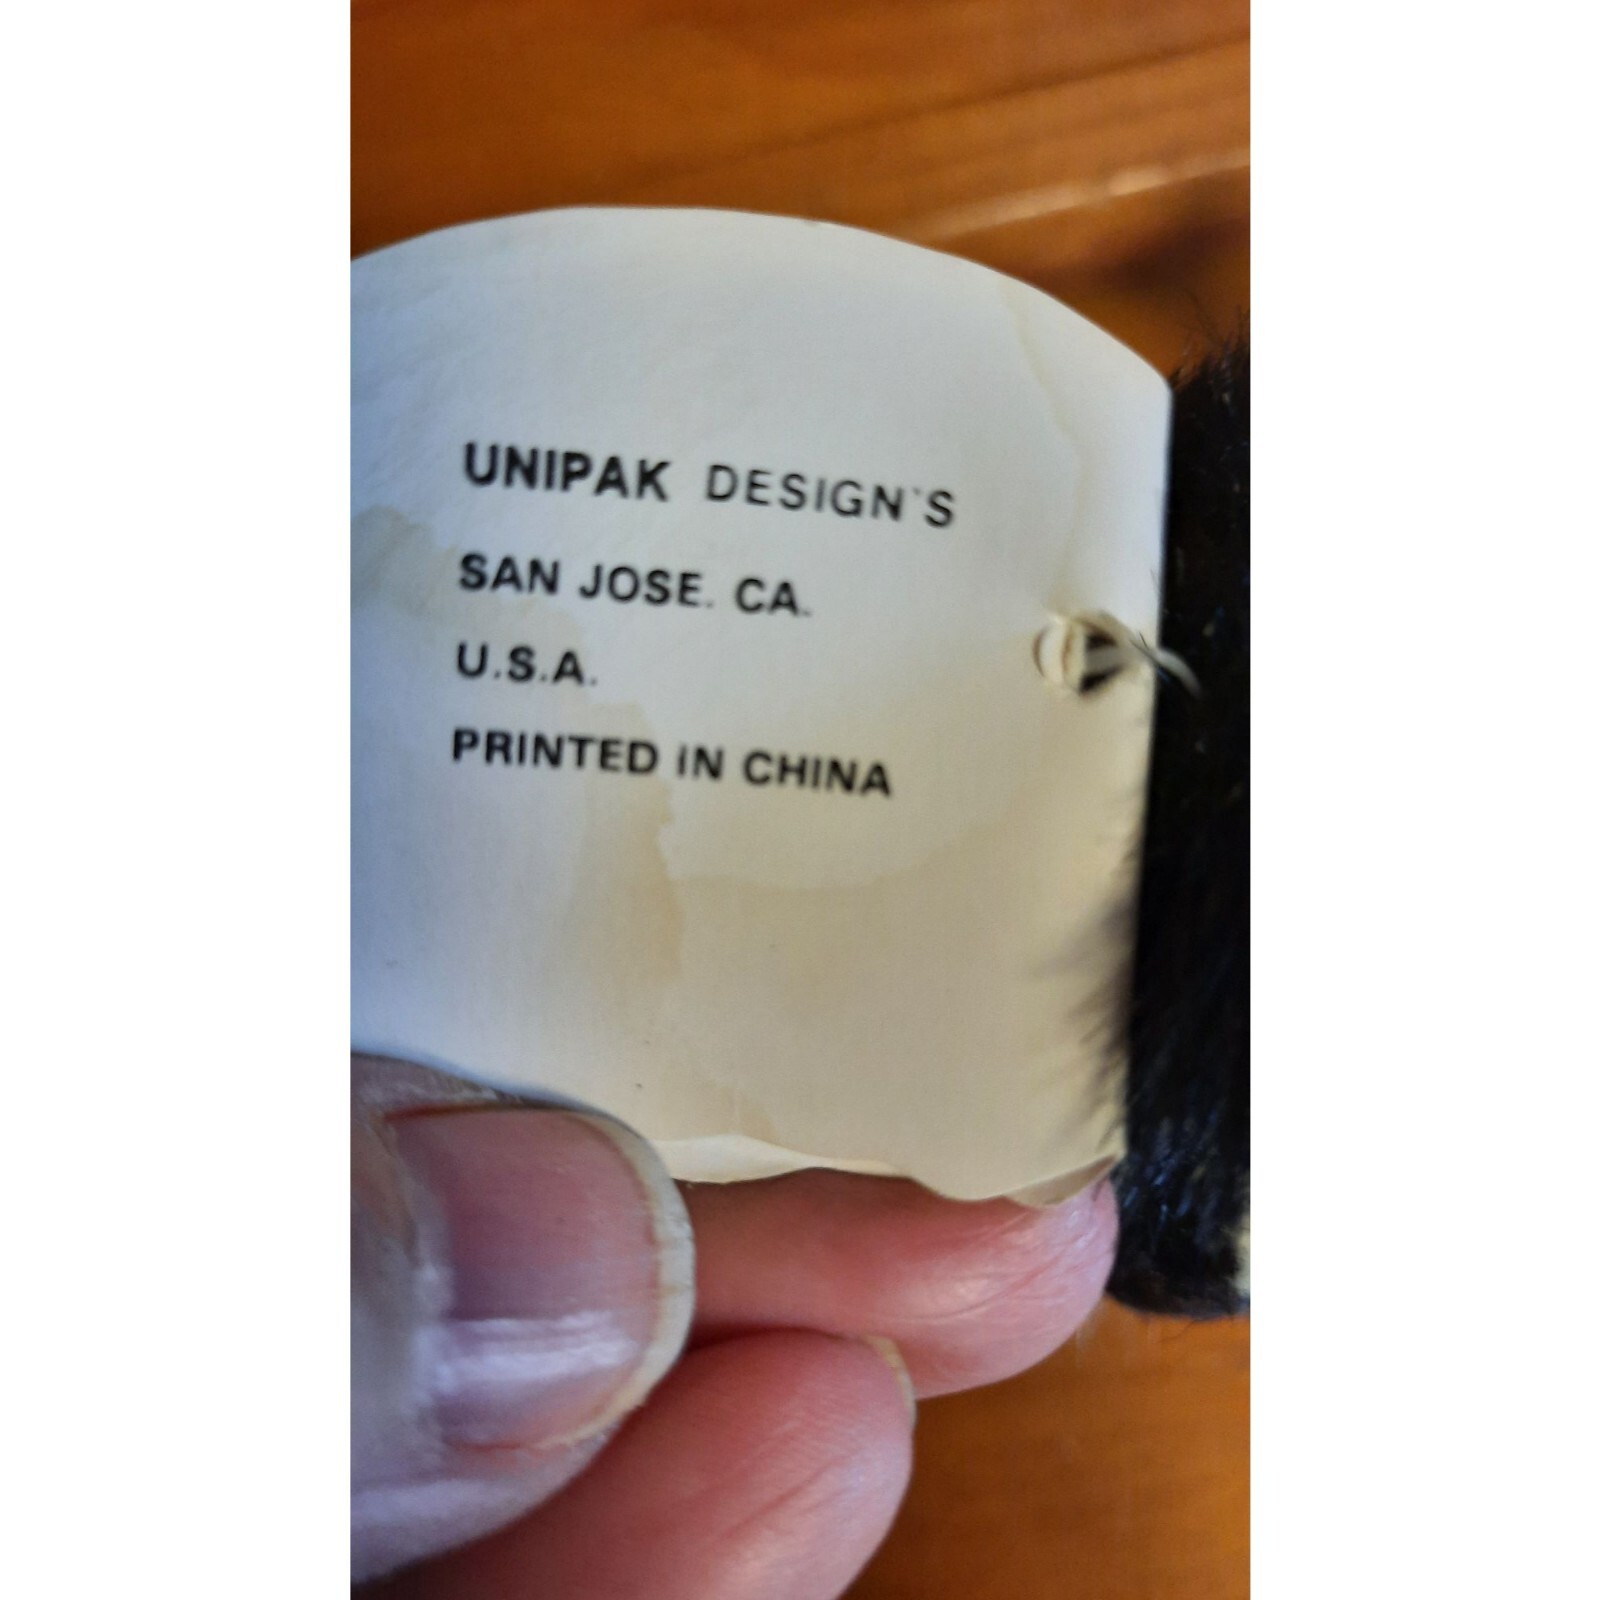 UNIPAK DESIGN'S
SAN JOSE. CA.
U.S.A.
PRINTED IN CHINA